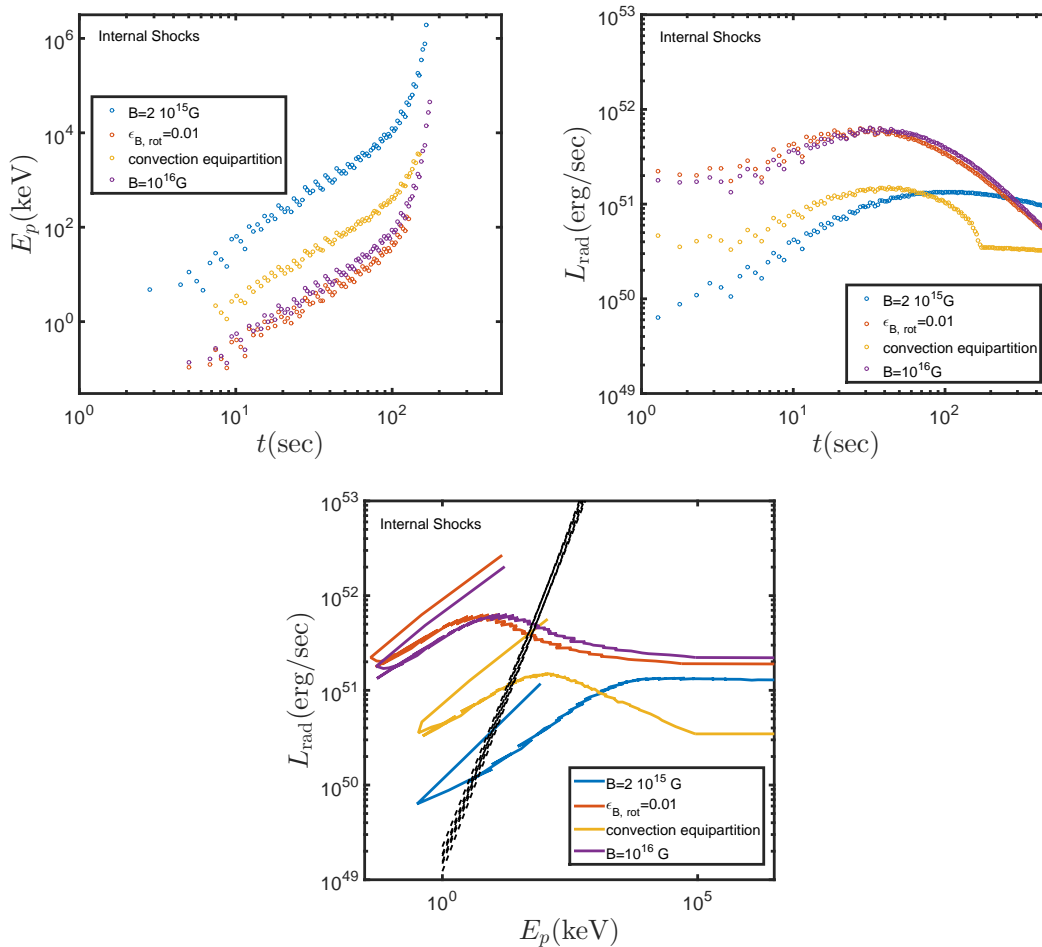 Internal Shocks
10^6
10^4
10^2
10^0
E_p(keV)
B=2 10^15G
ϵ_B, rot=0.01
convection equipartition
B=10^16G
10^0 10^1 10^2
t(sec)
Internal Shocks
10^53
10^52
10^51
10^50
10^49
L_rad(erg/sec)
B=2 10^15G
ϵ_B, rot=0.01
convection equipartition
B=10^16G
10^0 10^1 10^2
t(sec)
Internal Shocks
10^53
10^52
10^51
10^50
10^49
L_rad(erg/sec)
B=2 10^15 G
ϵ_B, rot=0.01
convection equipartition
B=10^16 G
10^0 10^5
E_p(keV)